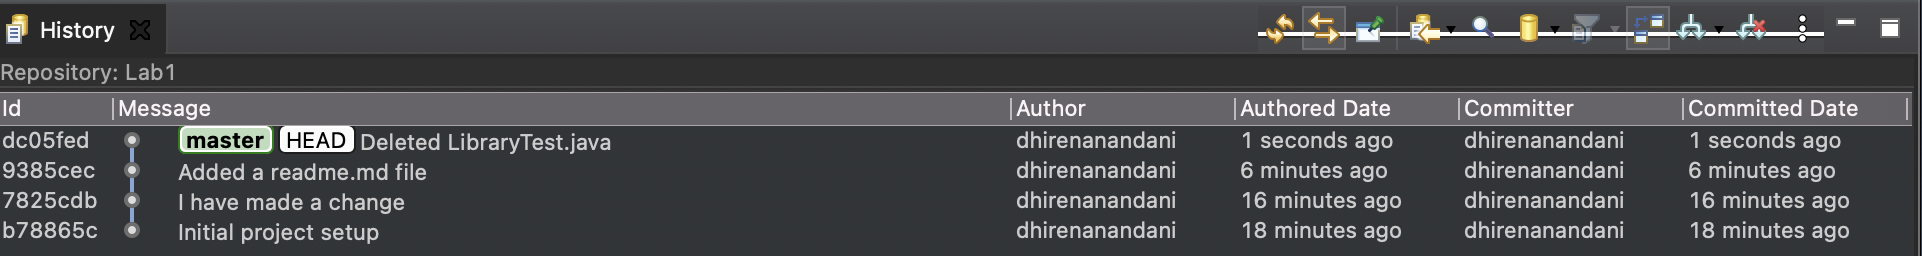 History
Repository: Lab1
Id Message Author Authored Date Committer Committed Date
dc05fed master HEAD Deleted LibraryTest.java dhirenanandani 1 seconds ago dhirenanandani 1 seconds ago
9385cec Added a readme.md file dhirenanandani 6 minutes ago dhirenanandani 6 minutes ago
7825cdb I have made a change dhirenanandani 16 minutes ago dhirenanandani 16 minutes ago
b78865c Initial project setup dhirenanandani 18 minutes ago dhirenanandani 18 minutes ago